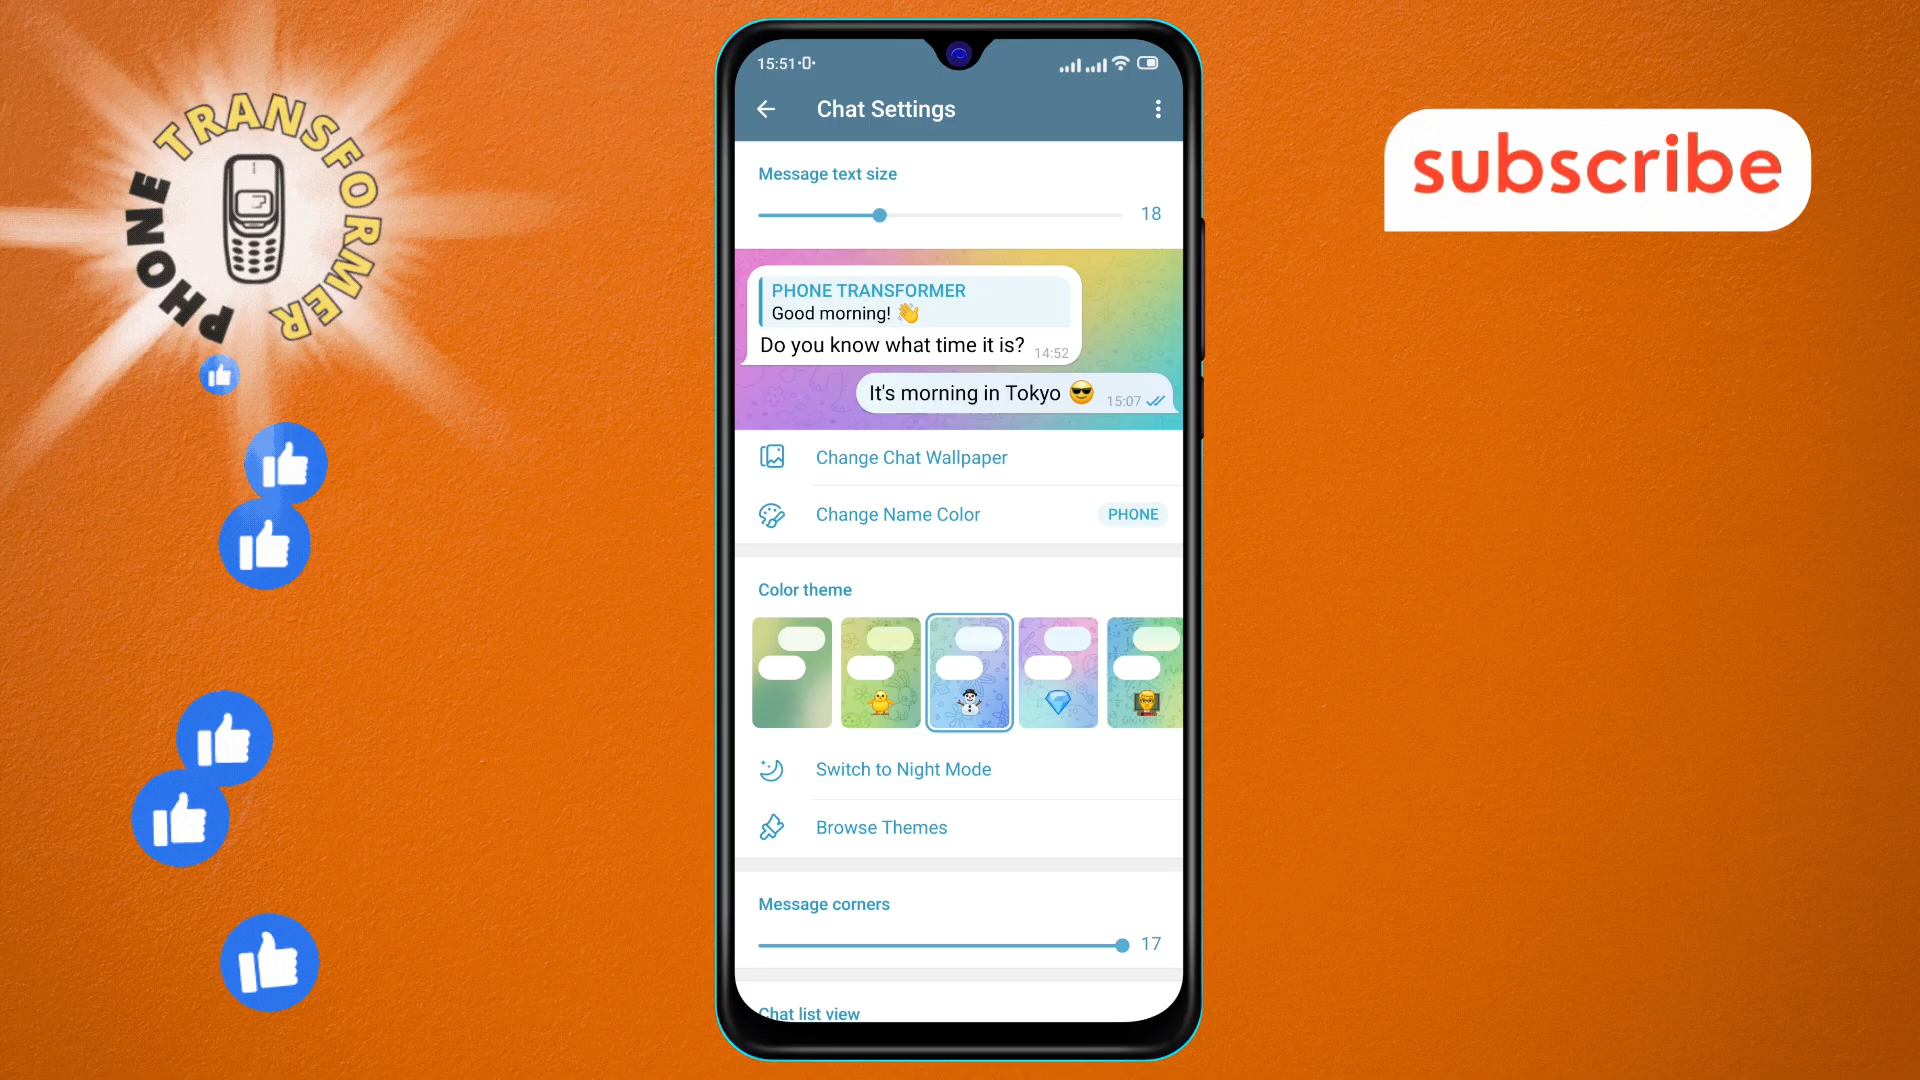 PHONE TRANSFORMER
subscribe
15:51
Chat Settings
Message text size
18
PHONE TRANSFORMER
Good morning! 👋
Do you know what time it is? 14:52
It's morning in Tokyo 😎 15:07
Change Chat Wallpaper
Change Name Color PHONE
Color theme
Switch to Night Mode
Browse Themes
Message corners
17
Chat list view